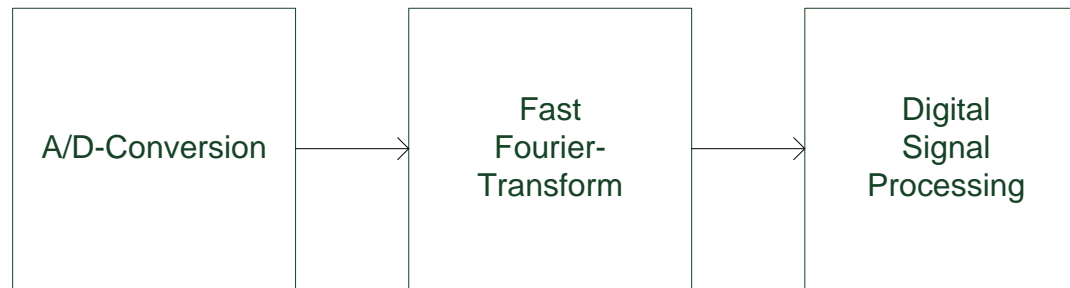 A/D-Conversion
Fast
Fourier-
Transform
Digital
Signal
Processing